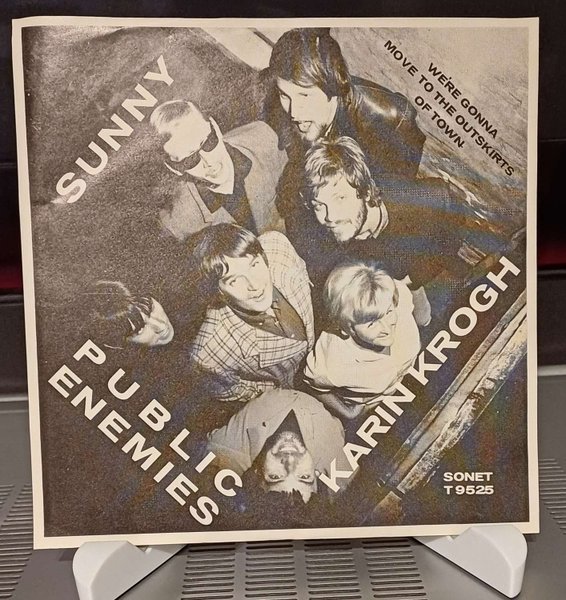 SUNNY
WE'RE GONNA
MOVE TO THE OUTSKIRTS
OF TOWN
PUBLIC
ENEMIES
KARIN KROGH
SONET
T 9525